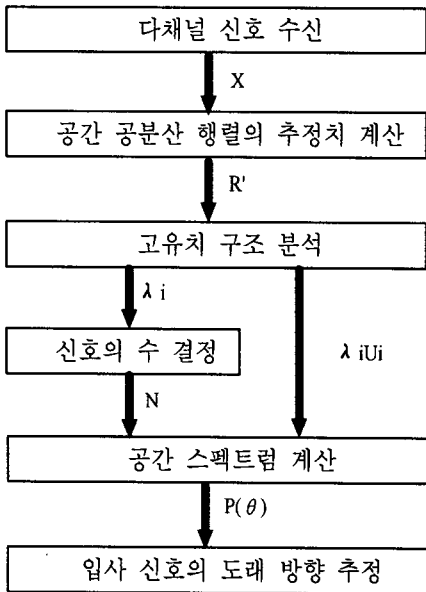 다채널 신호 수신
X
공간 공분산 행렬의 추정치 계산
R'
고유치 구조 분석
λ i
신호의 수 결정
λ iUi
N
공간 스펙트럼 계산
P(θ)
입사 신호의 도래 방향 추정